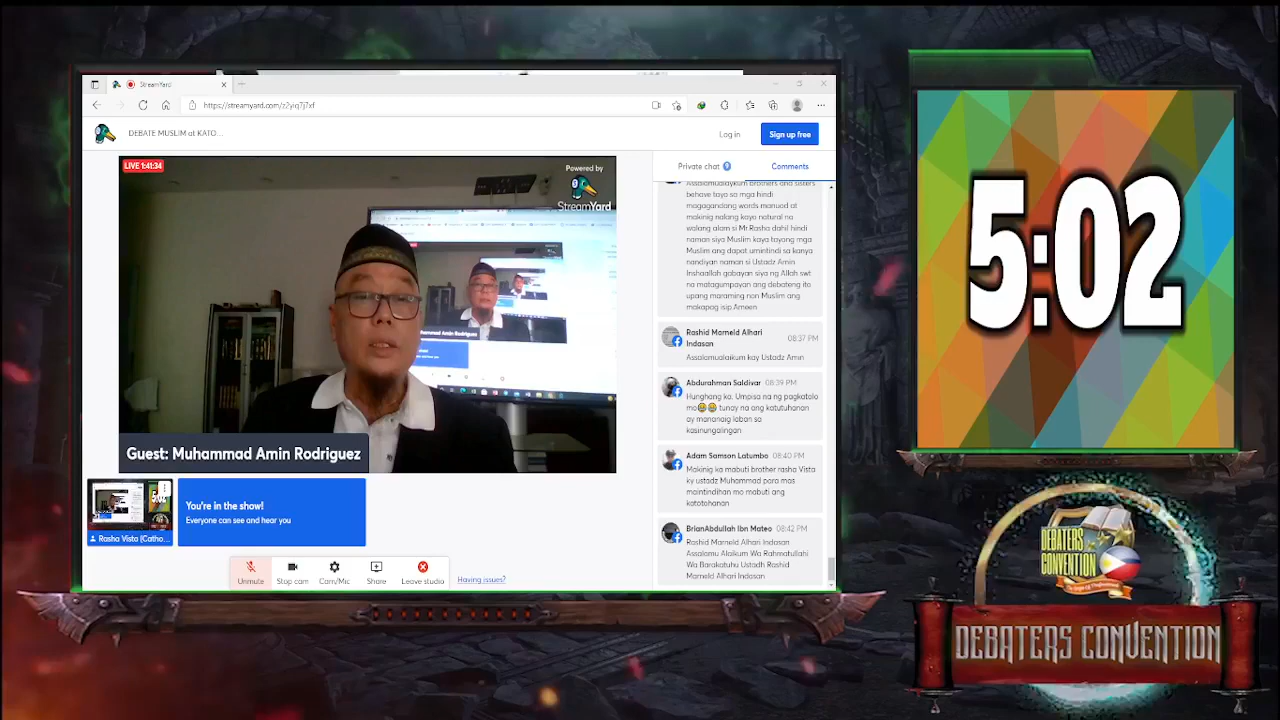 StreamYard
https://streamyard.com/z2yiq7j7xf
DEBATE MUSLIM at KATO...
Log in
Sign up free
LIVE 1:41:34
Powered by
StreamYard
Guest: Muhammad Amin Rodriguez
Rasha Vista (Catho...
You're in the show!
Everyone can see and hear you
Unmute
Stop cam
Cam/Mic
Share
Leave studio
Having issues?
Private chat
Comments
Assalamualaykum brothers and sisters
behave tayo sa mga hindi
magagandang words manuod at
makinig nalang kayo natural na
walang alam si Mr.Rasha dahil hindi
naman siya Muslim kaya tayong mga
Muslim ang dapat umintindi sa kanya
nandiyan naman si Ustadz Amin
Inshaallah gabayan siya ng Allah swt
na matagumpayan ang debateng ito
upang maraming non Muslim ang
makapag isip Ameen
Rashid Marneld Alhari
Indasan
08:37 PM
Assalamualaikum kay Ustadz Amin
Abdurahman Saldivar 08:39 PM
Hunghang ka. Umpisa na ng pagkatalo
mo😂😂 tunay na ang katutuhanan
ay mananaig laban sa
kasinungalingan
Adam Samson Latumbo 08:40 PM
Makinig ka mabuti brother rasha Vista
ky ustadz Muhammad para mas
maintindihan mo mabuti ang
katotohanan
BrianAbdullah Ibn Mateo 08:42 PM
Rashid Marneld Alhari Indasan
Assalamu Alaikum Wa Rahmatullahi
Wa Barakatuhu Ustadh Rashid
Marneld Alhari Indasan
5:02
DEBATERS
CONVENTION
DEBATERS CONVENTION